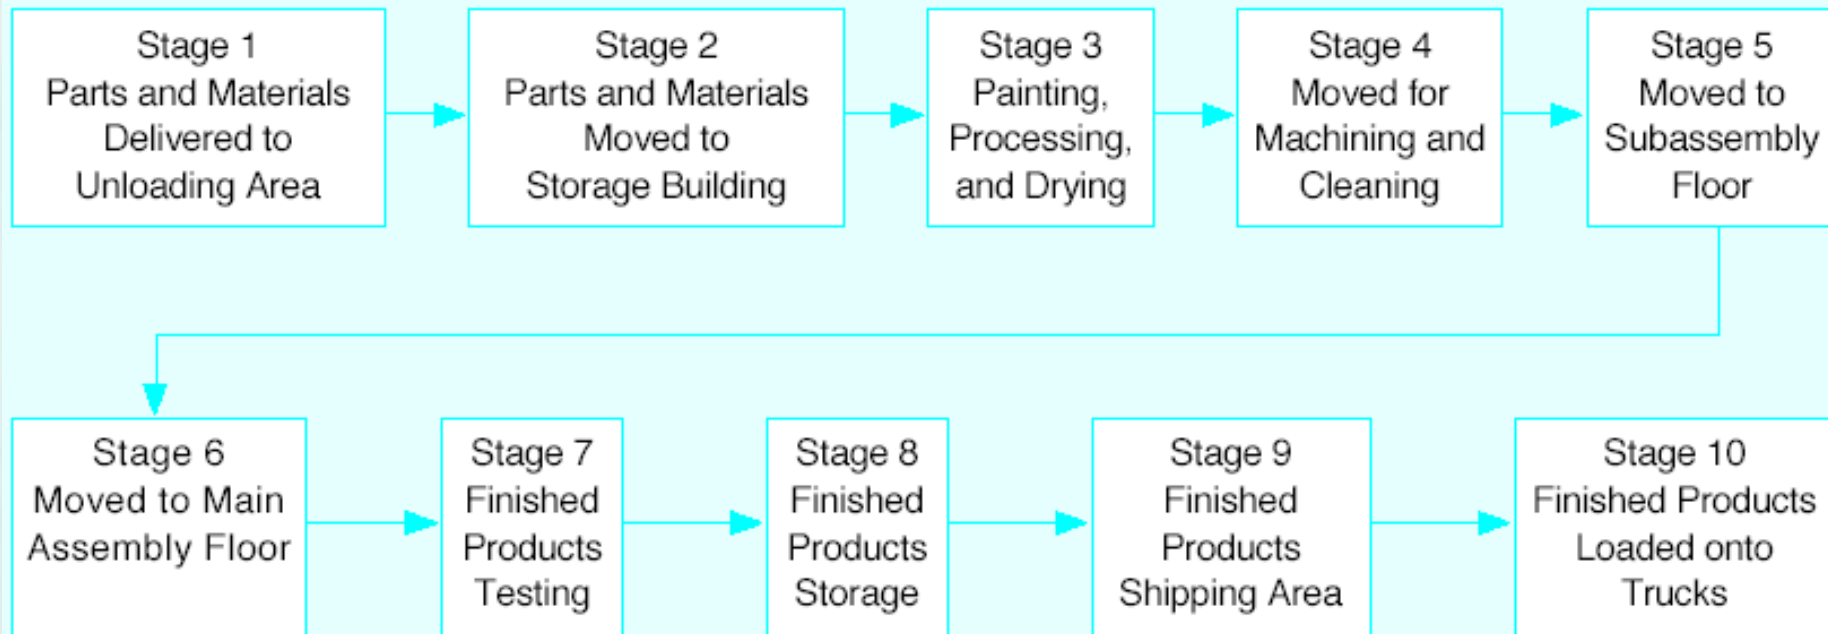 Stage 1
Parts and Materials
Delivered to
Unloading Area
Stage 2
Parts and Materials
Moved to
Storage Building
Stage 3
Painting,
Processing,
and Drying
Stage 4
Moved for
Machining and
Cleaning
Stage 5
Moved to
Subassembly
Floor
Stage 6
Moved to Main
Assembly Floor
Stage 7
Finished
Products
Testing
Stage 8
Finished
Products
Storage
Stage 9
Finished
Products
Shipping Area
Stage 10
Finished Products
Loaded onto
Trucks